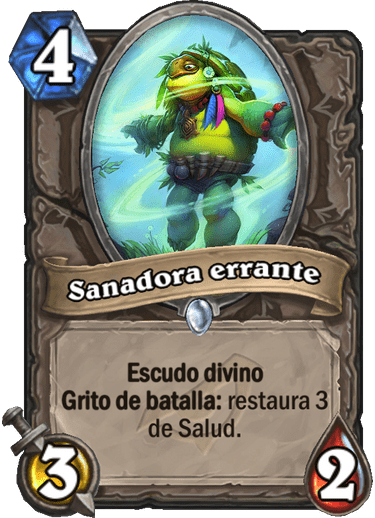 4
Sanadora errante
Escudo divino
Grito de batalla: restaura 3
de Salud.
3
2